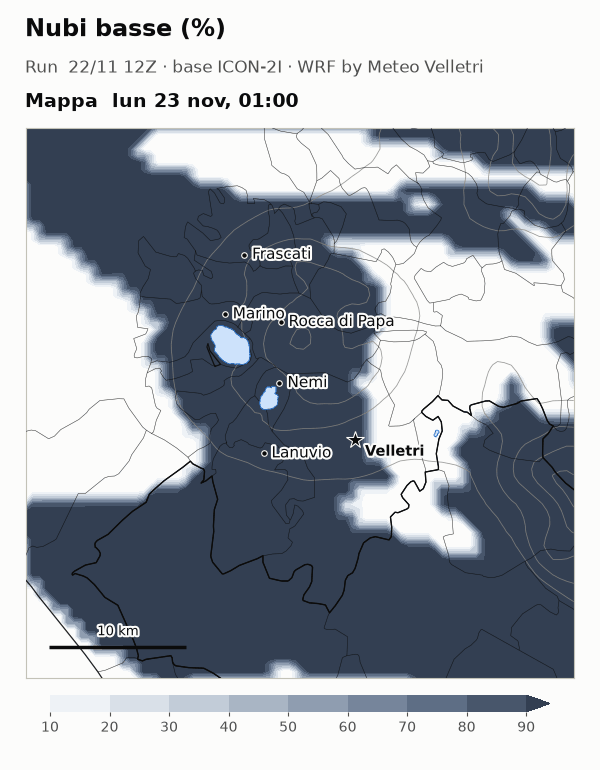 Nubi basse (%)
Run  22/11 12Z · base ICON-2I · WRF by Meteo Velletri
Mappa  lun 23 nov, 01:00
Frascati
Marino
Rocca di Papa
Nemi
Velletri
Lanuvio
10 km
10 20 30 40 50 60 70 80 90